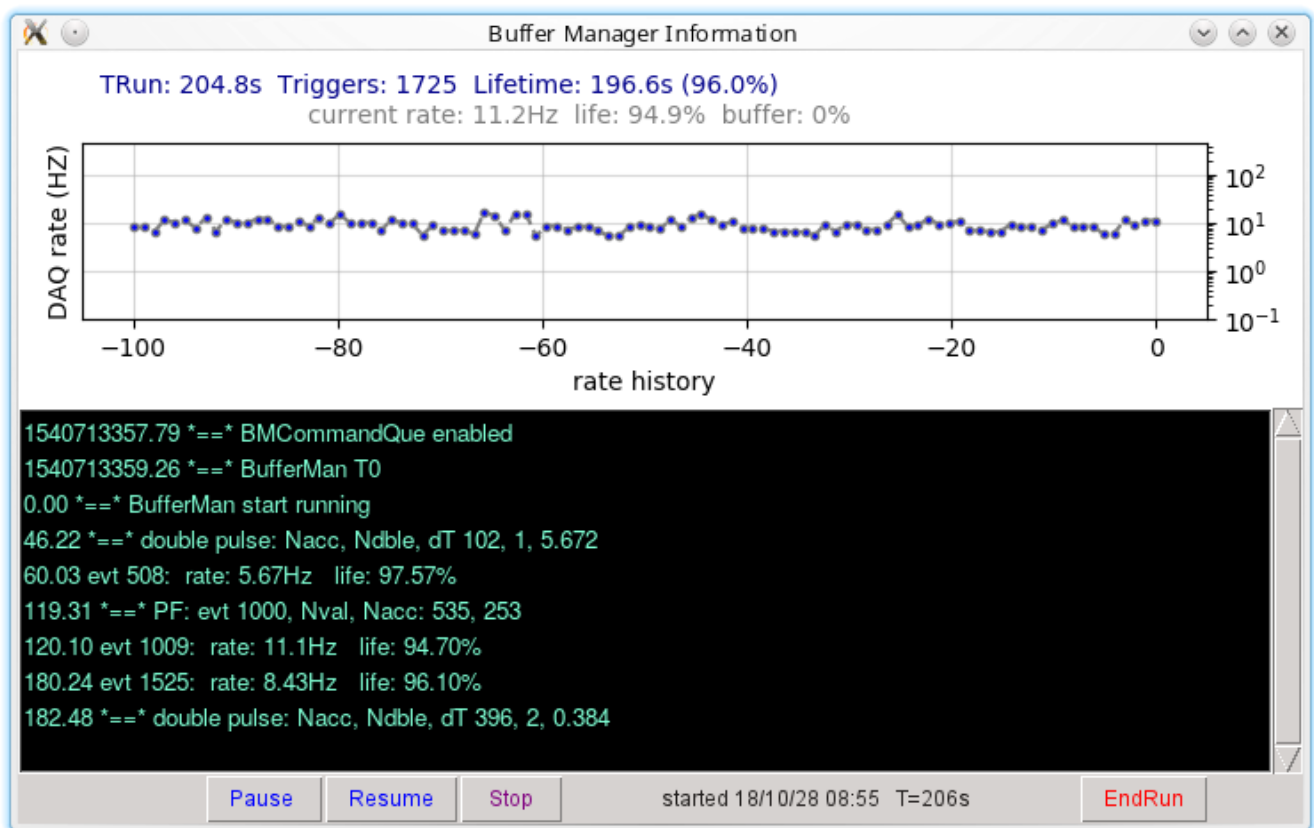 Buffer Manager Information
TRun: 204.8s  Triggers: 1725  Lifetime: 196.6s (96.0%)
current rate: 11.2Hz  life: 94.9%  buffer: 0%
DAQ rate (HZ)
10²
10¹
10⁰
10⁻¹
−100 −80 −60 −40 −20 0
rate history
1540713357.79 *==* BMCommandQue enabled
1540713359.26 *==* BufferMan T0
0.00 *==* BufferMan start running
46.22 *==* double pulse: Nacc, Ndble, dT 102, 1, 5.672
60.03 evt 508:  rate: 5.67Hz   life: 97.57%
119.31 *==* PF: evt 1000, Nval, Nacc: 535, 253
120.10 evt 1009:  rate: 11.1Hz   life: 94.70%
180.24 evt 1525:  rate: 8.43Hz   life: 96.10%
182.48 *==* double pulse: Nacc, Ndble, dT 396, 2, 0.384
Pause Resume Stop started 18/10/28 08:55  T=206s EndRun